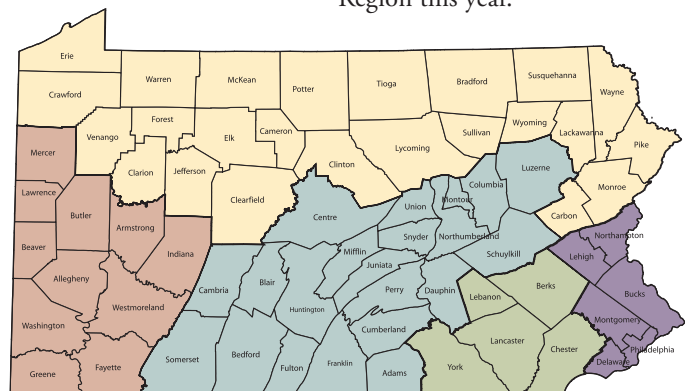 Region this year.
Erie
Crawford
Warren
McKean
Potter
Tioga
Bradford
Susquehanna
Wayne
Venango
Forest
Elk
Cameron
Clinton
Lycoming
Sullivan
Wyoming
Lackawanna
Pike
Mercer
Clarion
Jefferson
Clearfield
Centre
Union
Montour
Columbia
Luzerne
Monroe
Carbon
Lawrence
Butler
Armstrong
Indiana
Snyder
Northumberland
Schuylkill
Northampton
Lehigh
Beaver
Allegheny
Westmoreland
Cambria
Blair
Huntingdon
Mifflin
Juniata
Perry
Dauphin
Lebanon
Berks
Bucks
Montgomery
Philadelphia
Delaware
Washington
Greene
Fayette
Somerset
Bedford
Fulton
Franklin
Cumberland
Adams
York
Lancaster
Chester